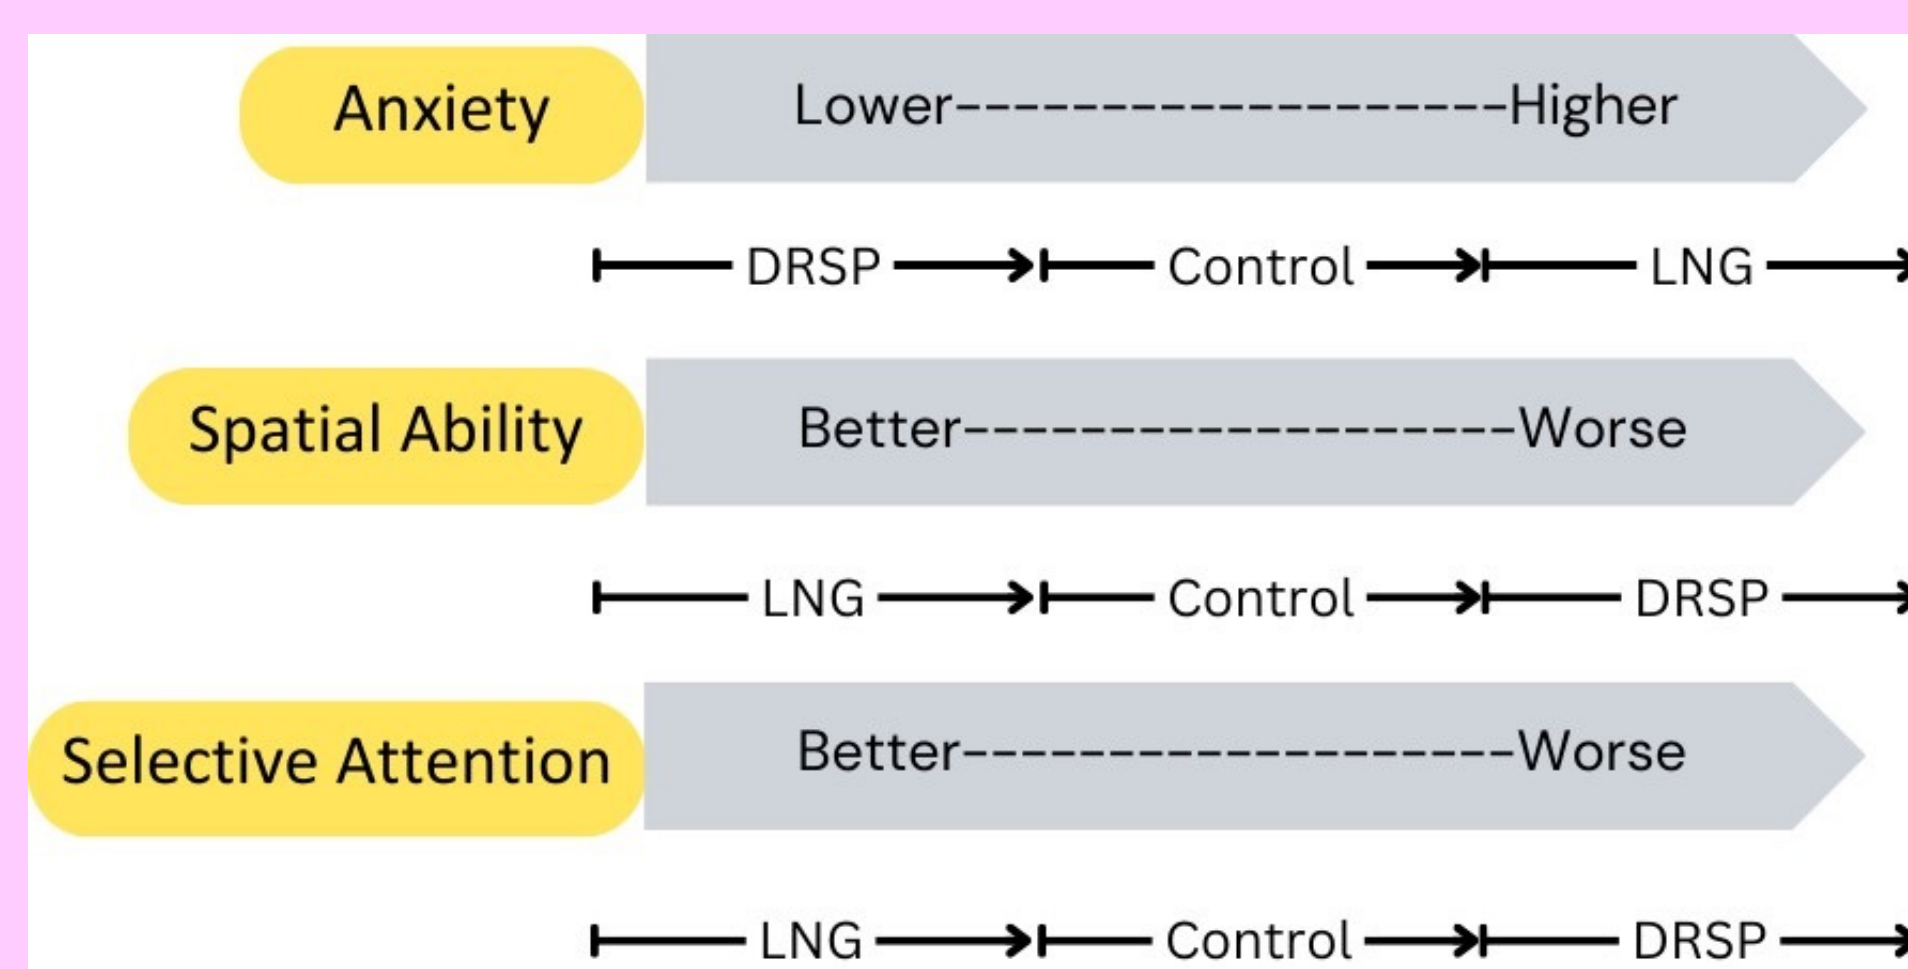 Anxiety Lower-------------------Higher
DRSP Control LNG
Spatial Ability Better-------------------Worse
LNG Control DRSP
Selective Attention Better-------------------Worse
LNG Control DRSP